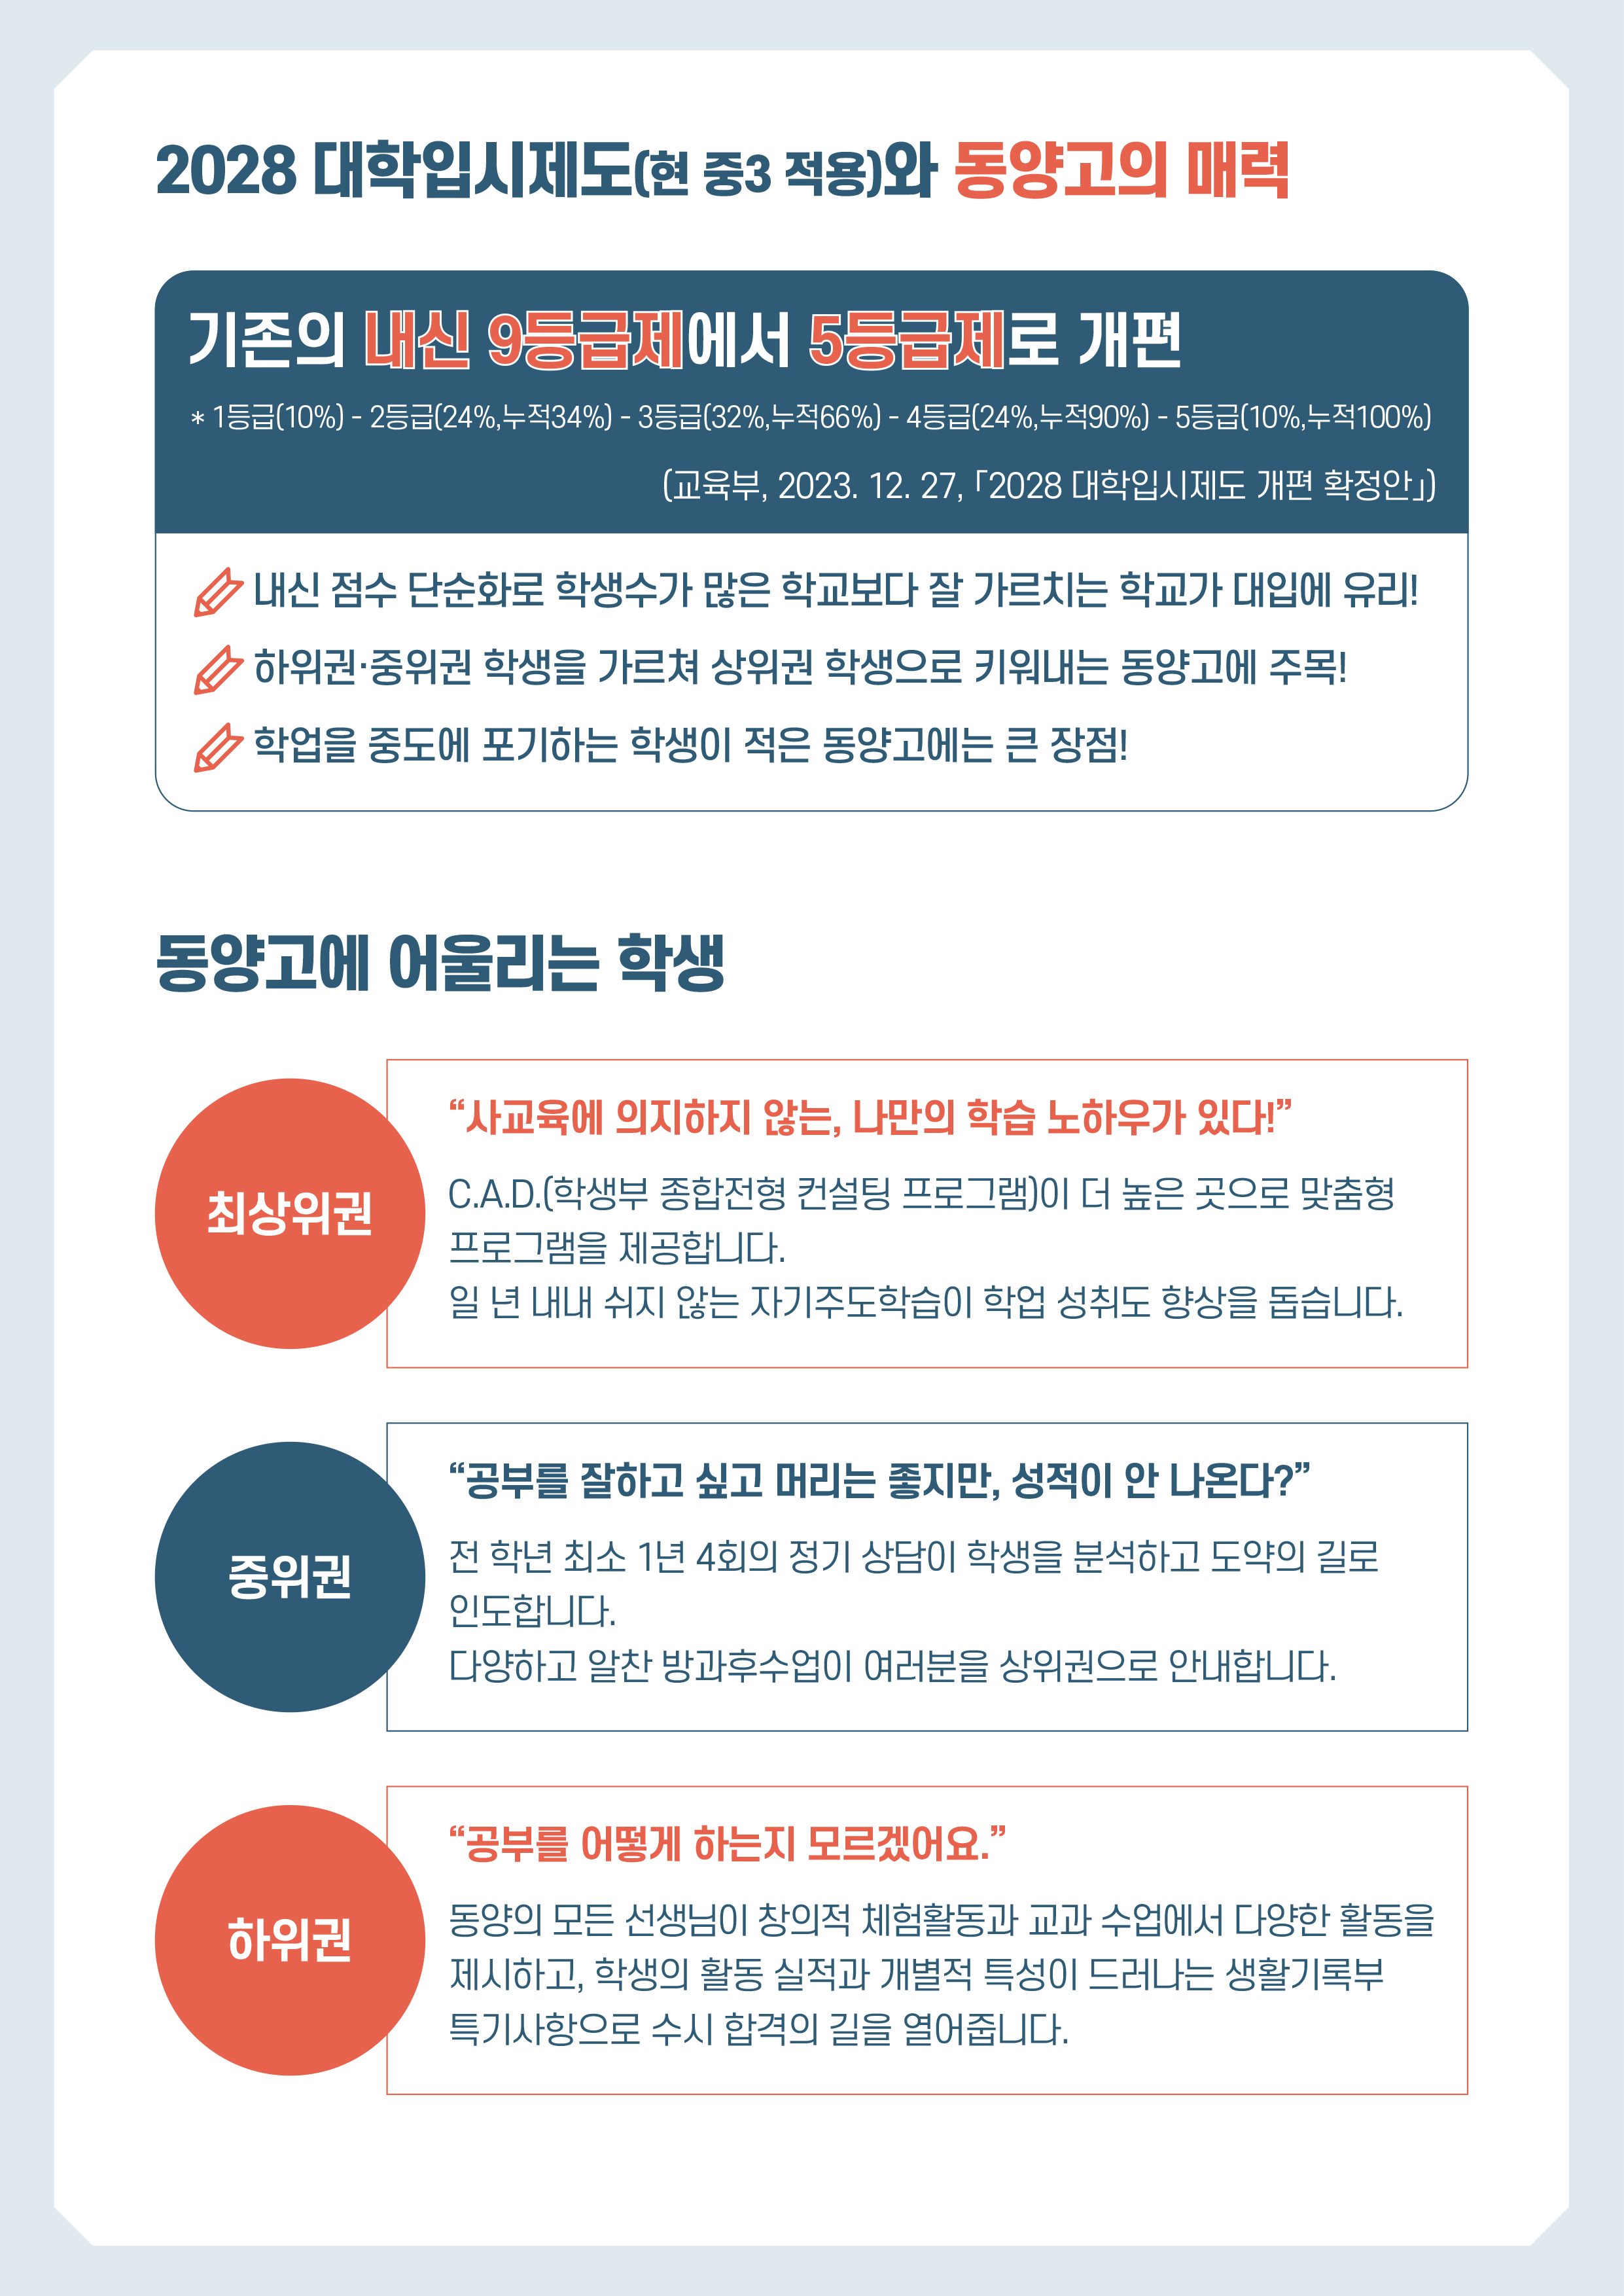 2028 대학입시제도(현 중3 적용)와 동양고의 매력
기존의 내신 9등급제에서 5등급제로 개편
* 1등급(10%) - 2등급(24%,누적34%) - 3등급(32%,누적66%) - 4등급(24%,누적90%) - 5등급(10%,누적100%)
(교육부, 2023. 12. 27, 「2028 대학입시제도 개편 확정안」)
내신 점수 단순화로 학생수가 많은 학교보다 잘 가르치는 학교가 대입에 유리!
하위권·중위권 학생을 가르쳐 상위권 학생으로 키워내는 동양고에 주목!
학업을 중도에 포기하는 학생이 적은 동양고에는 큰 장점!
동양고에 어울리는 학생
최상위권
“사교육에 의지하지 않는, 나만의 학습 노하우가 있다!”
C.A.D.(학생부 종합전형 컨설팅 프로그램)이 더 높은 곳으로 맞춤형
프로그램을 제공합니다.
일 년 내내 쉬지 않는 자기주도학습이 학업 성취도 향상을 돕습니다.
중위권
“공부를 잘하고 싶고 머리는 좋지만, 성적이 안 나온다?”
전 학년 최소 1년 4회의 정기 상담이 학생을 분석하고 도약의 길로
인도합니다.
다양하고 알찬 방과후수업이 여러분을 상위권으로 안내합니다.
하위권
“공부를 어떻게 하는지 모르겠어요.”
동양의 모든 선생님이 창의적 체험활동과 교과 수업에서 다양한 활동을
제시하고, 학생의 활동 실적과 개별적 특성이 드러나는 생활기록부
특기사항으로 수시 합격의 길을 열어줍니다.